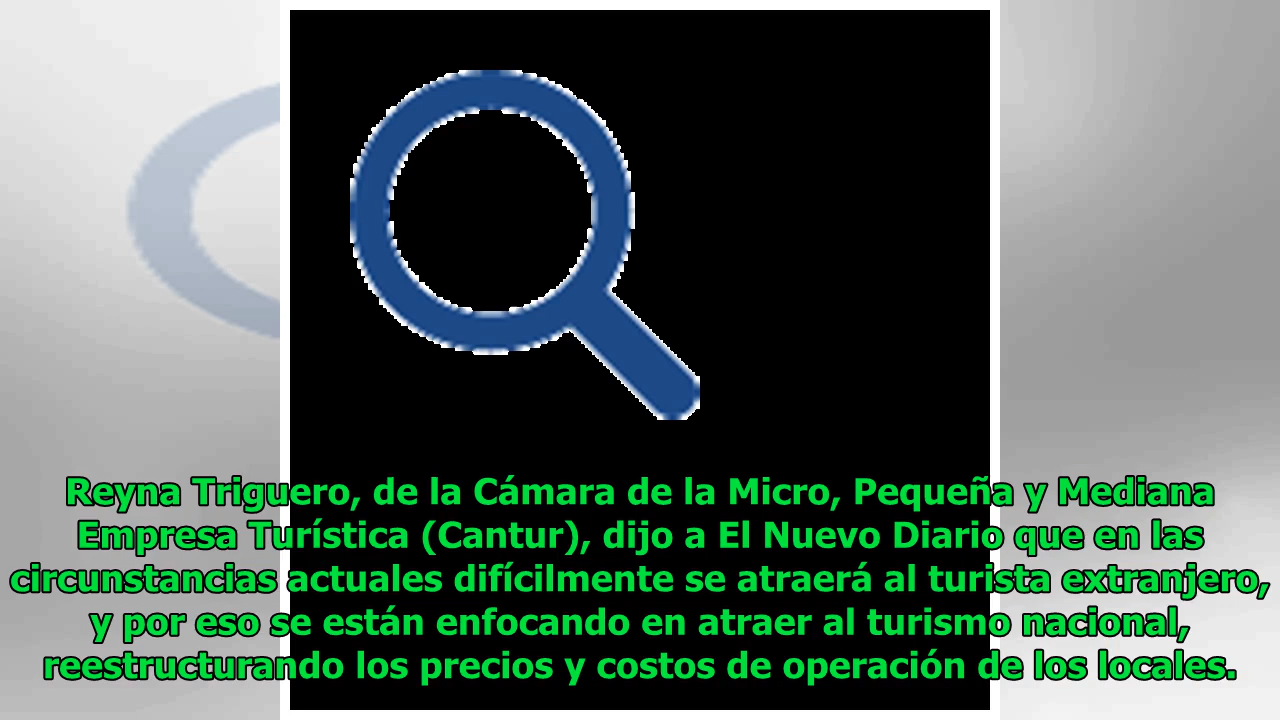 Reyna Triguero, de la Cámara de la Micro, Pequeña y Mediana
Empresa Turística (Cantur), dijo a El Nuevo Diario que en las
circunstancias actuales difícilmente se atraerá al turista extranjero,
y por eso se están enfocando en atraer al turismo nacional,
reestructurando los precios y costos de operación de los locales.